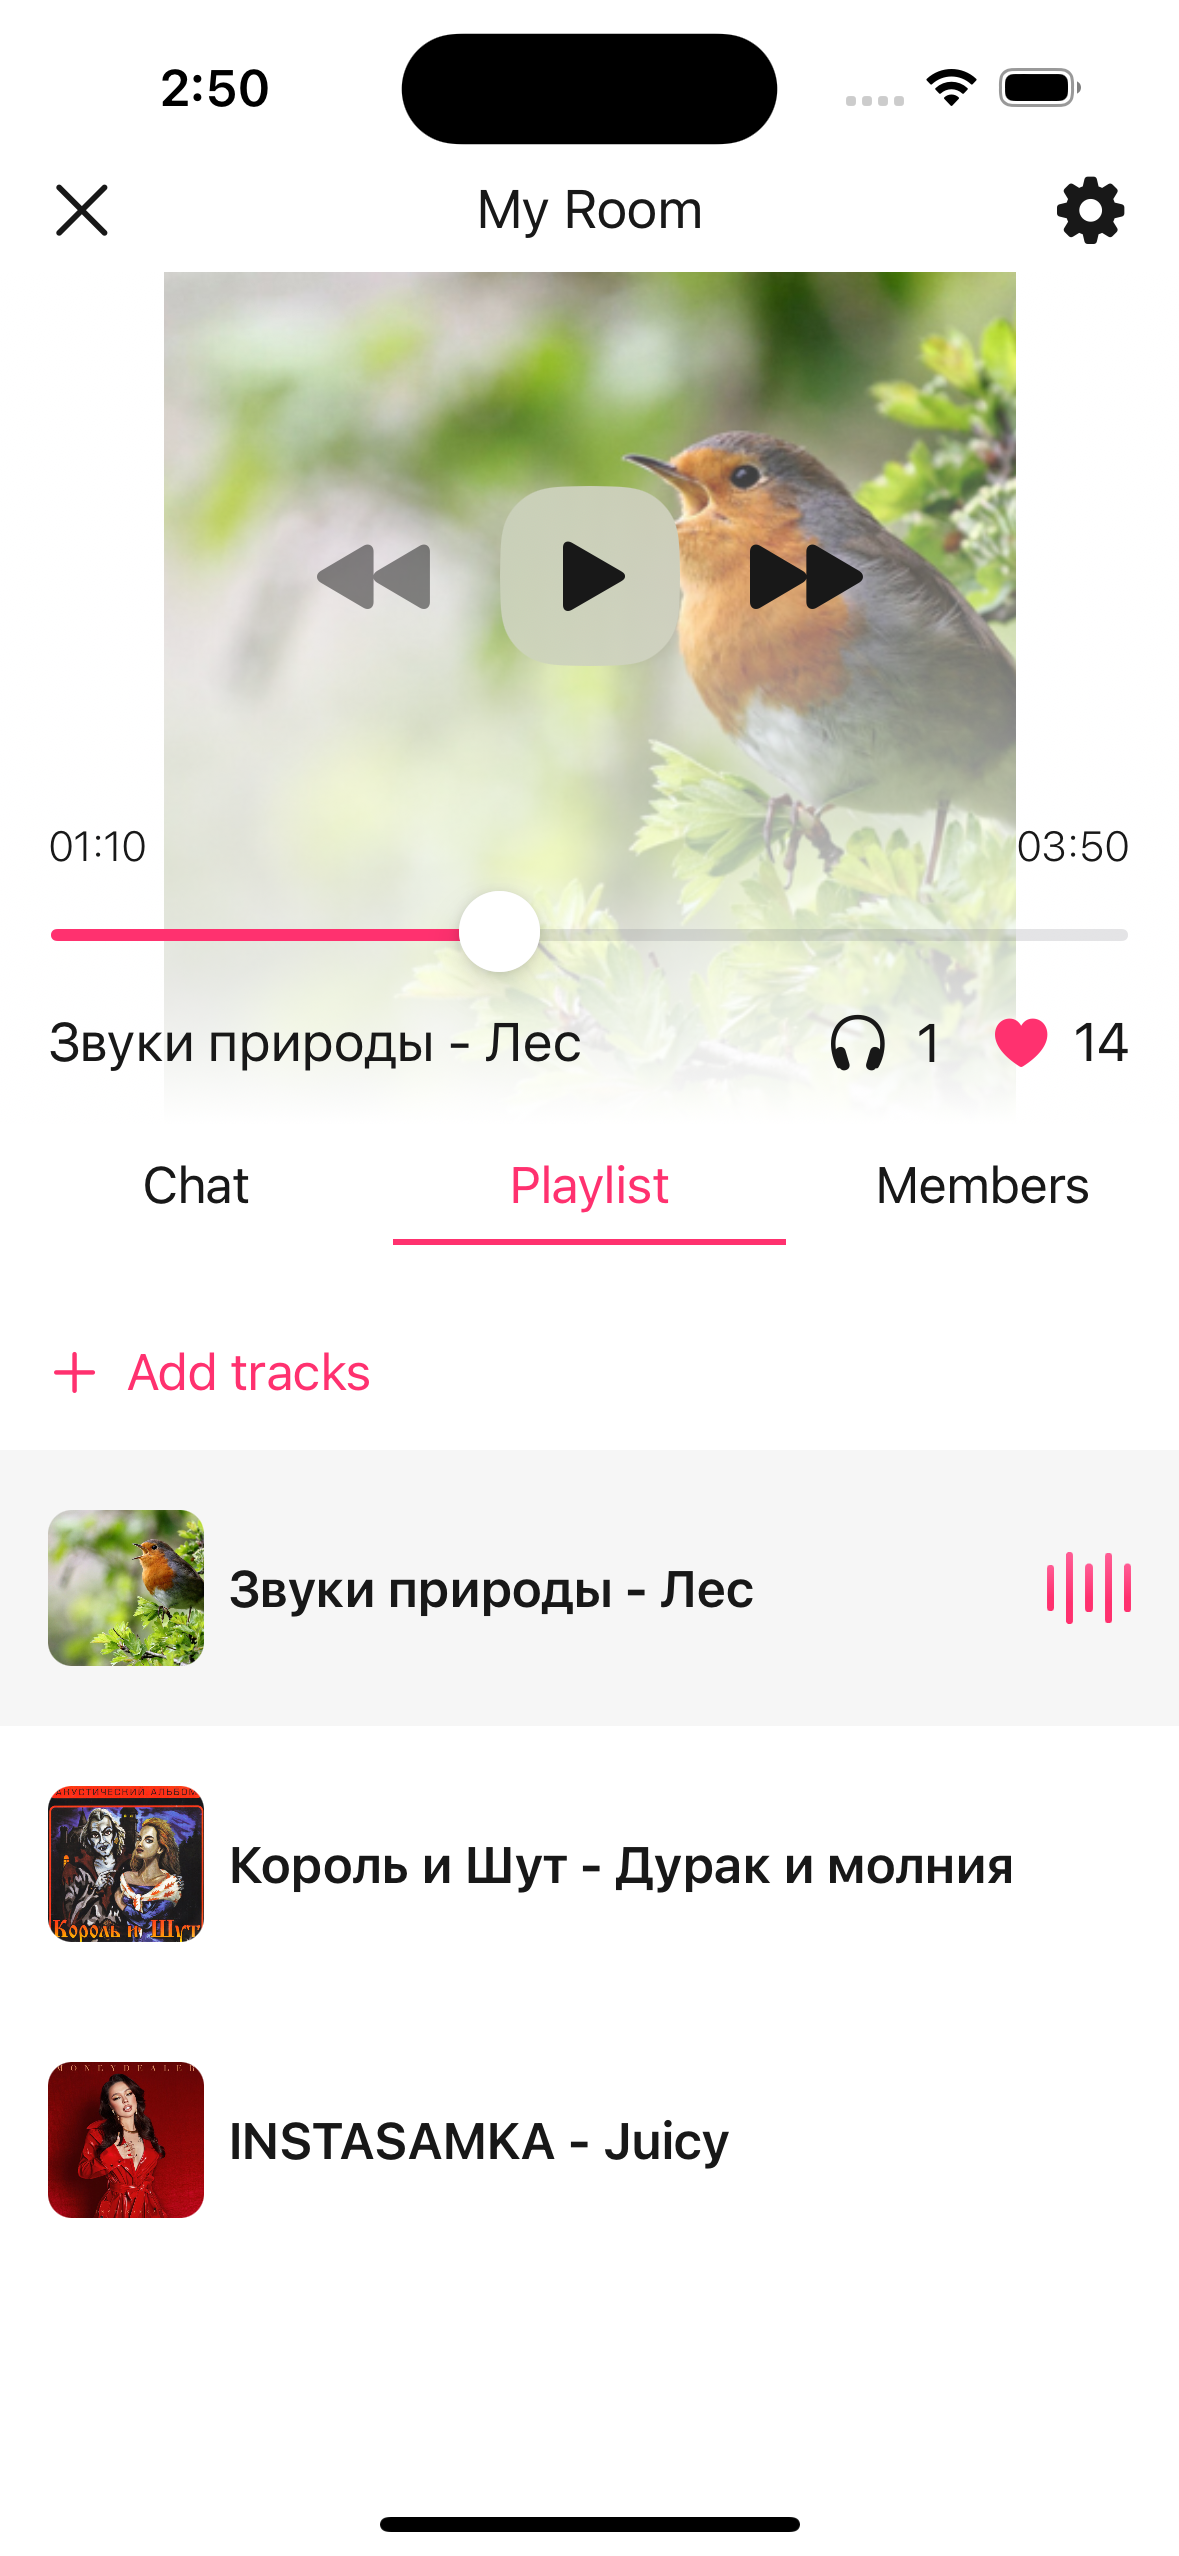 2:50
My Room
01:10
03:50
Звуки природы - Лес
1
14
Chat
Playlist
Members
Add tracks
Звуки природы - Лес
Король и Шут - Дурак и молния
Король и Шут
INSTASAMKA - Juicy
MONEYDEALER